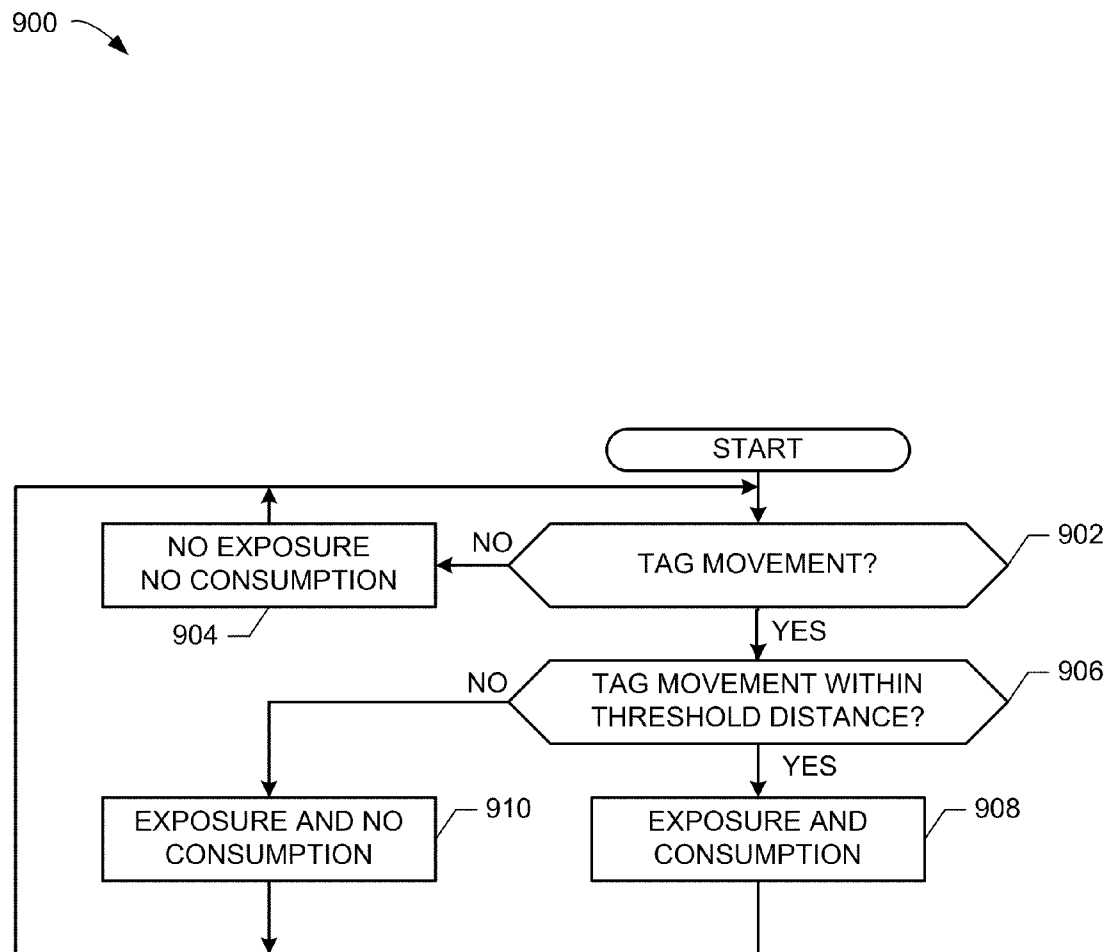 900
START
NO EXPOSURE
NO CONSUMPTION
NO
TAG MOVEMENT?
902
904
YES
NO
TAG MOVEMENT WITHIN
THRESHOLD DISTANCE?
906
YES
EXPOSURE AND NO
CONSUMPTION
910
EXPOSURE AND
CONSUMPTION
908